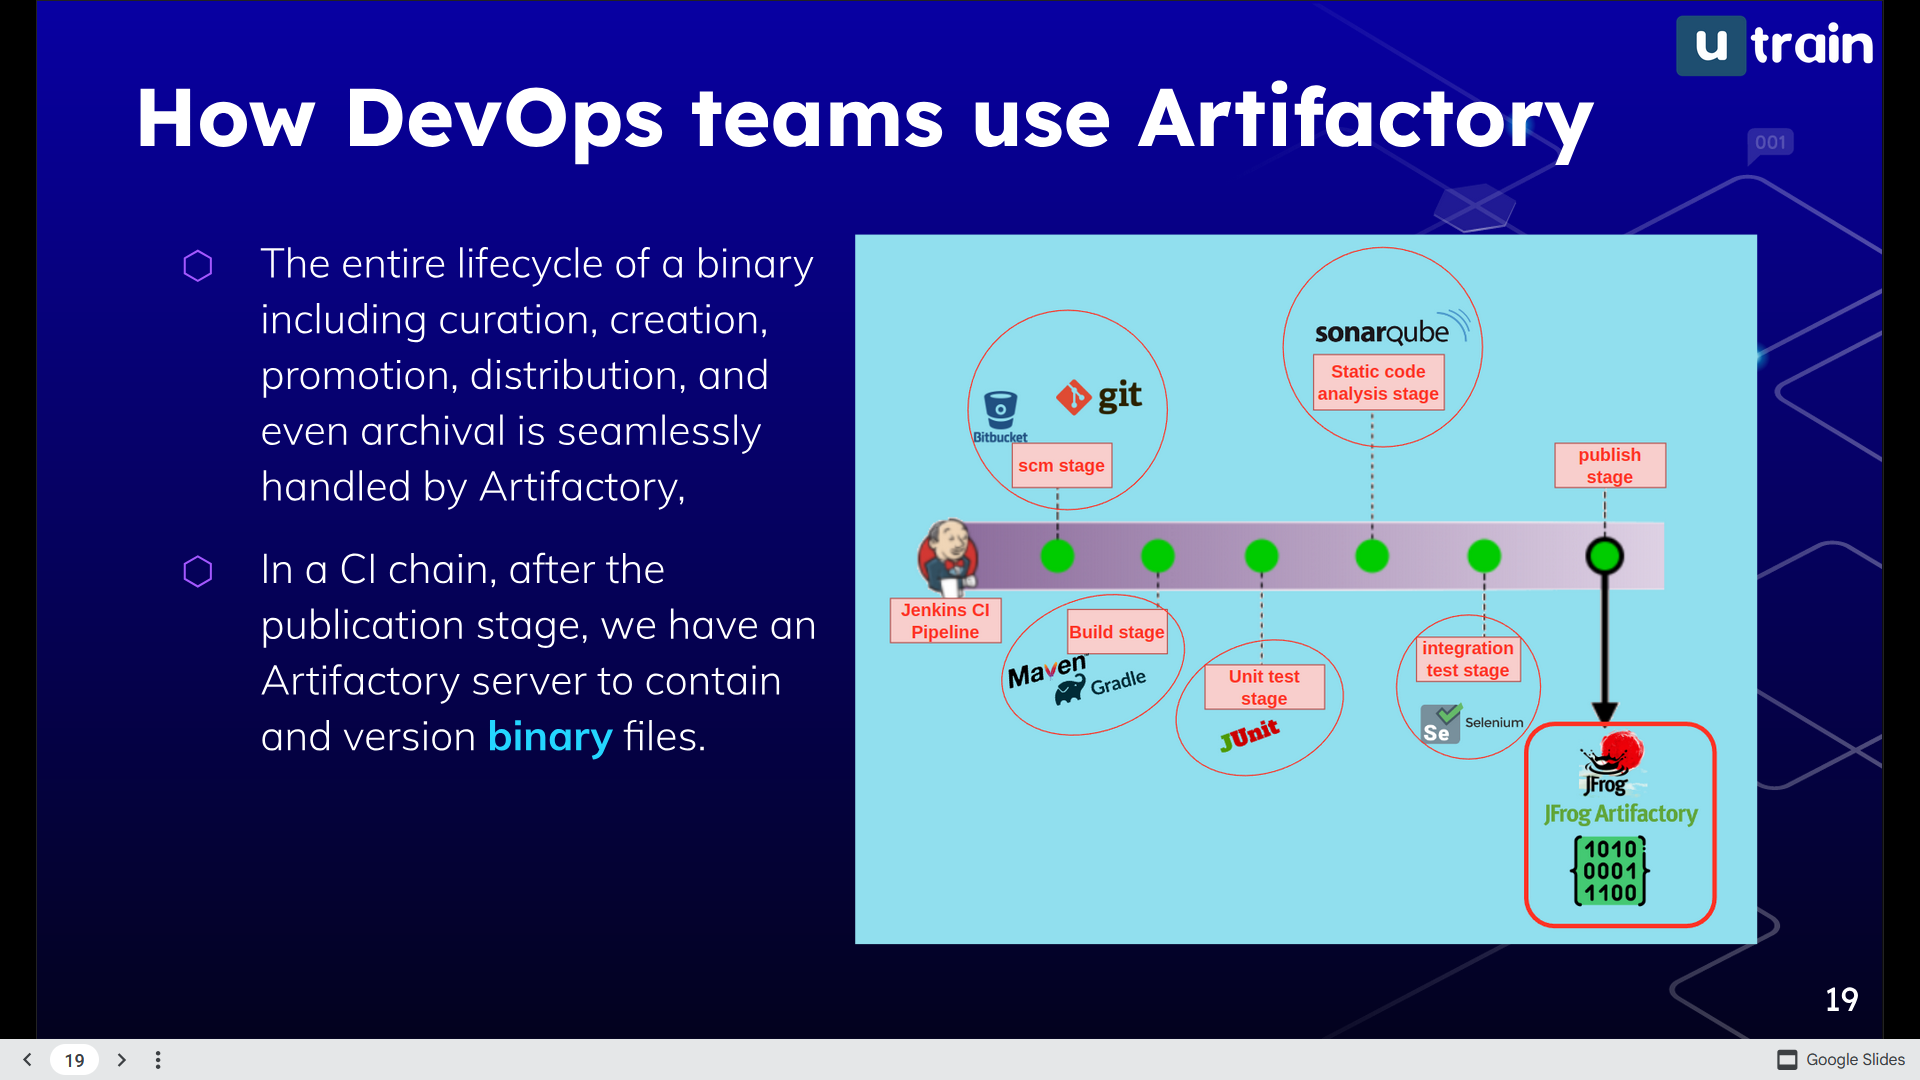 u train
How DevOps teams use Artifactory
001
The entire lifecycle of a binary
including curation, creation,
promotion, distribution, and
even archival is seamlessly
handled by Artifactory,
In a CI chain, after the
publication stage, we have an
Artifactory server to contain
and version binary files.
sonarqube
Static code
analysis stage
git
Bitbucket
scm stage
publish
stage
Jenkins CI
Pipeline
Build stage
Maven
Gradle
Unit test
stage
JUnit
integration
test stage
Se
Selenium
JFrog
JFrog Artifactory
1010
0001
1100
19
19
Google Slides